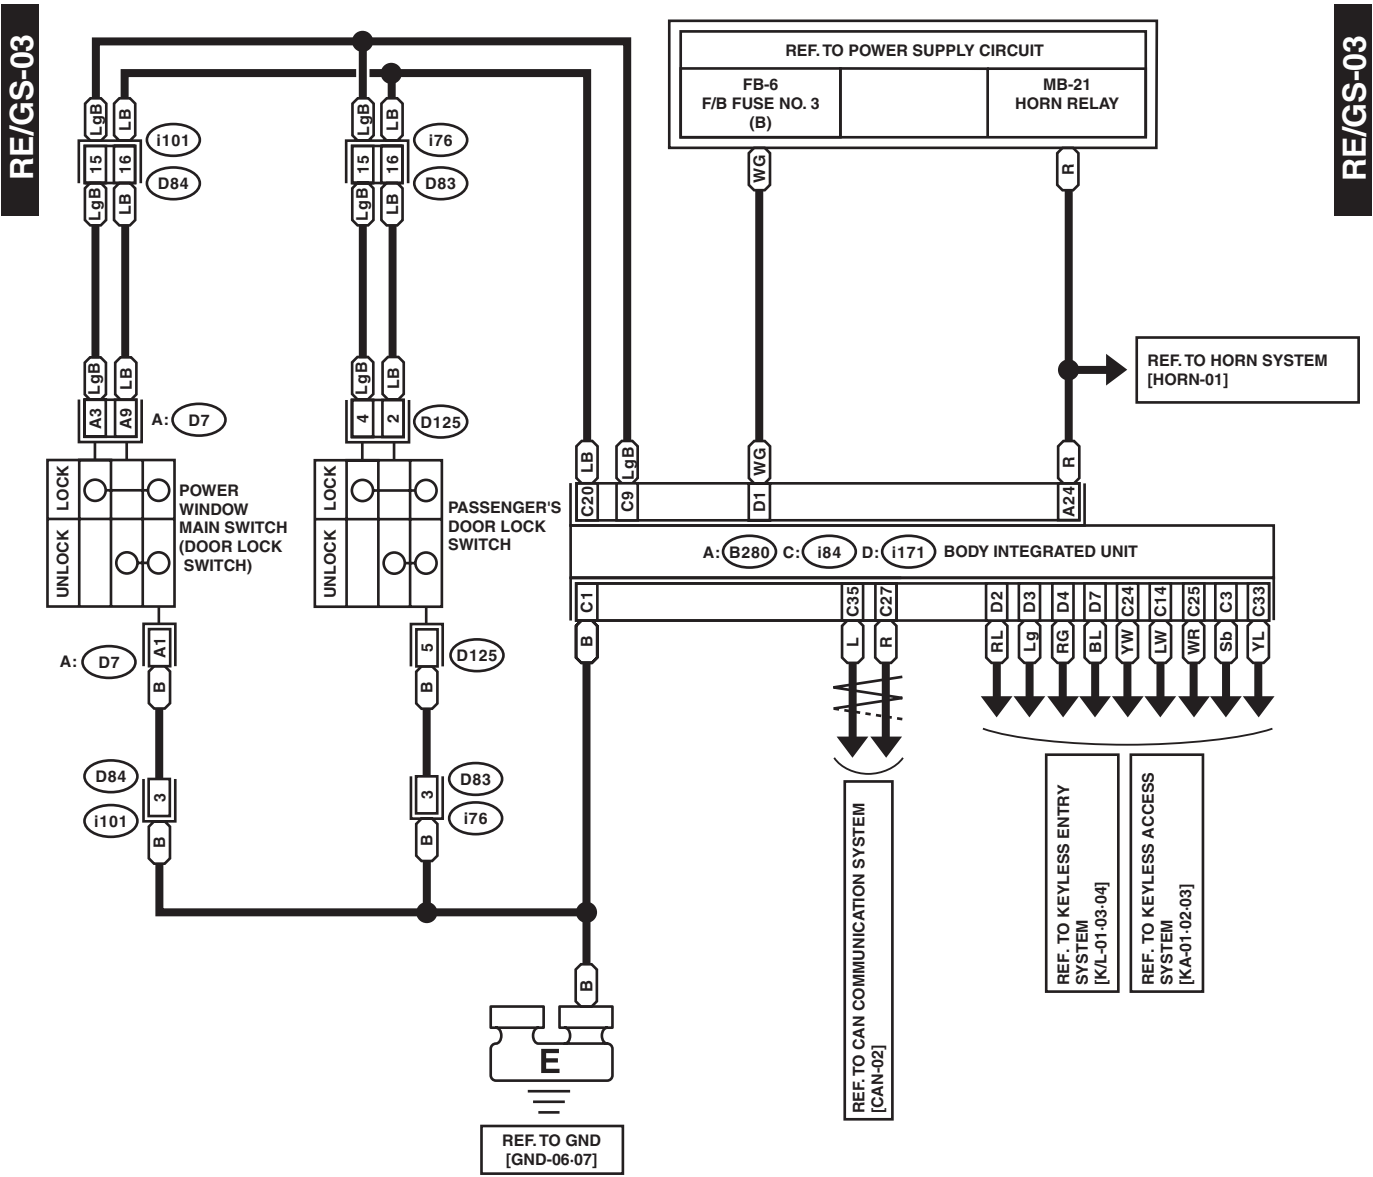 RE/GS-03
RE/GS-03
REF. TO POWER SUPPLY CIRCUIT
FB-6
F/B FUSE NO. 3
(B)
MB-21
HORN RELAY
LgB
LB
15
16
i101
D84
LgB
LB
LgB
LB
15
16
i76
D83
LgB
LB
WG
R
LgB
LB
A3
A9
A: D7
LgB
LB
4
2
D125
REF. TO HORN SYSTEM
[HORN-01]
LB
LgB
WG
R
C20
C9
D1
A24
LOCK
UNLOCK
POWER
WINDOW
MAIN SWITCH
(DOOR LOCK
SWITCH)
LOCK
UNLOCK
PASSENGER'S
DOOR LOCK
SWITCH
A: B280 C: i84 D: i171 BODY INTEGRATED UNIT
C1
C35
C27
D2
D3
D4
D7
C24
C14
C25
C3
C33
B
L
R
RL
Lg
RG
BL
YW
LW
WR
Sb
YL
A: D7
A1
B
5
D125
B
D84
3
i101
B
D83
3
i76
B
B
E
REF. TO GND
[GND-06·07]
REF. TO CAN COMMUNICATION SYSTEM
[CAN-02]
REF. TO KEYLESS ENTRY
SYSTEM
[K/L-01·03·04]
REF. TO KEYLESS ACCESS
SYSTEM
[KA-01·02·03]